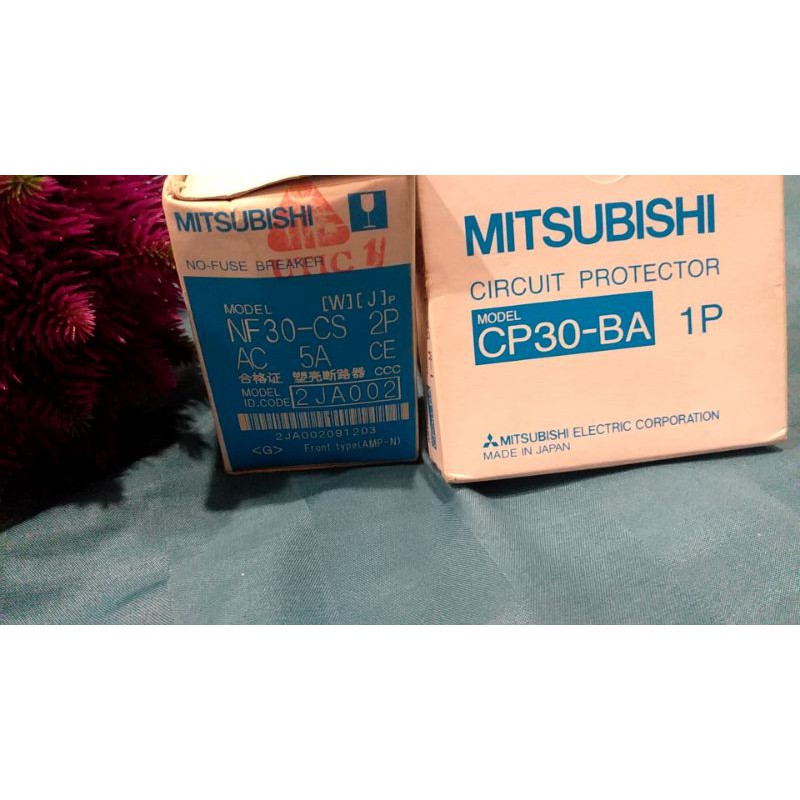 MITSUBISHI
NO-FUSE BREAKER
MODEL [W][J]P
NF30-CS 2P
AC 5A CE
合格证 塑壳断路器 CCC
MODEL
ID.CODE 2JA002
2JA002091203
<G> Front type(AMP-N)
MITSUBISHI
CIRCUIT PROTECTOR
MODEL
CP30-BA 1P
MITSUBISHI ELECTRIC CORPORATION
MADE IN JAPAN